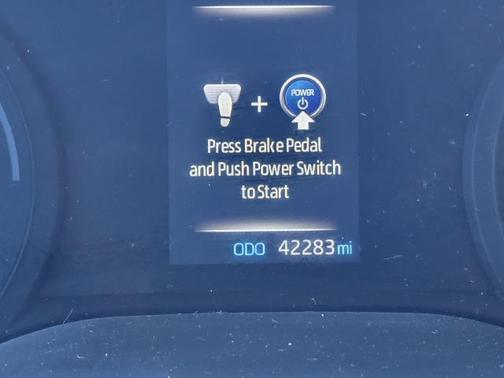 POWER
+
Press Brake Pedal
and Push Power Switch
to Start
ODO 42283 mi